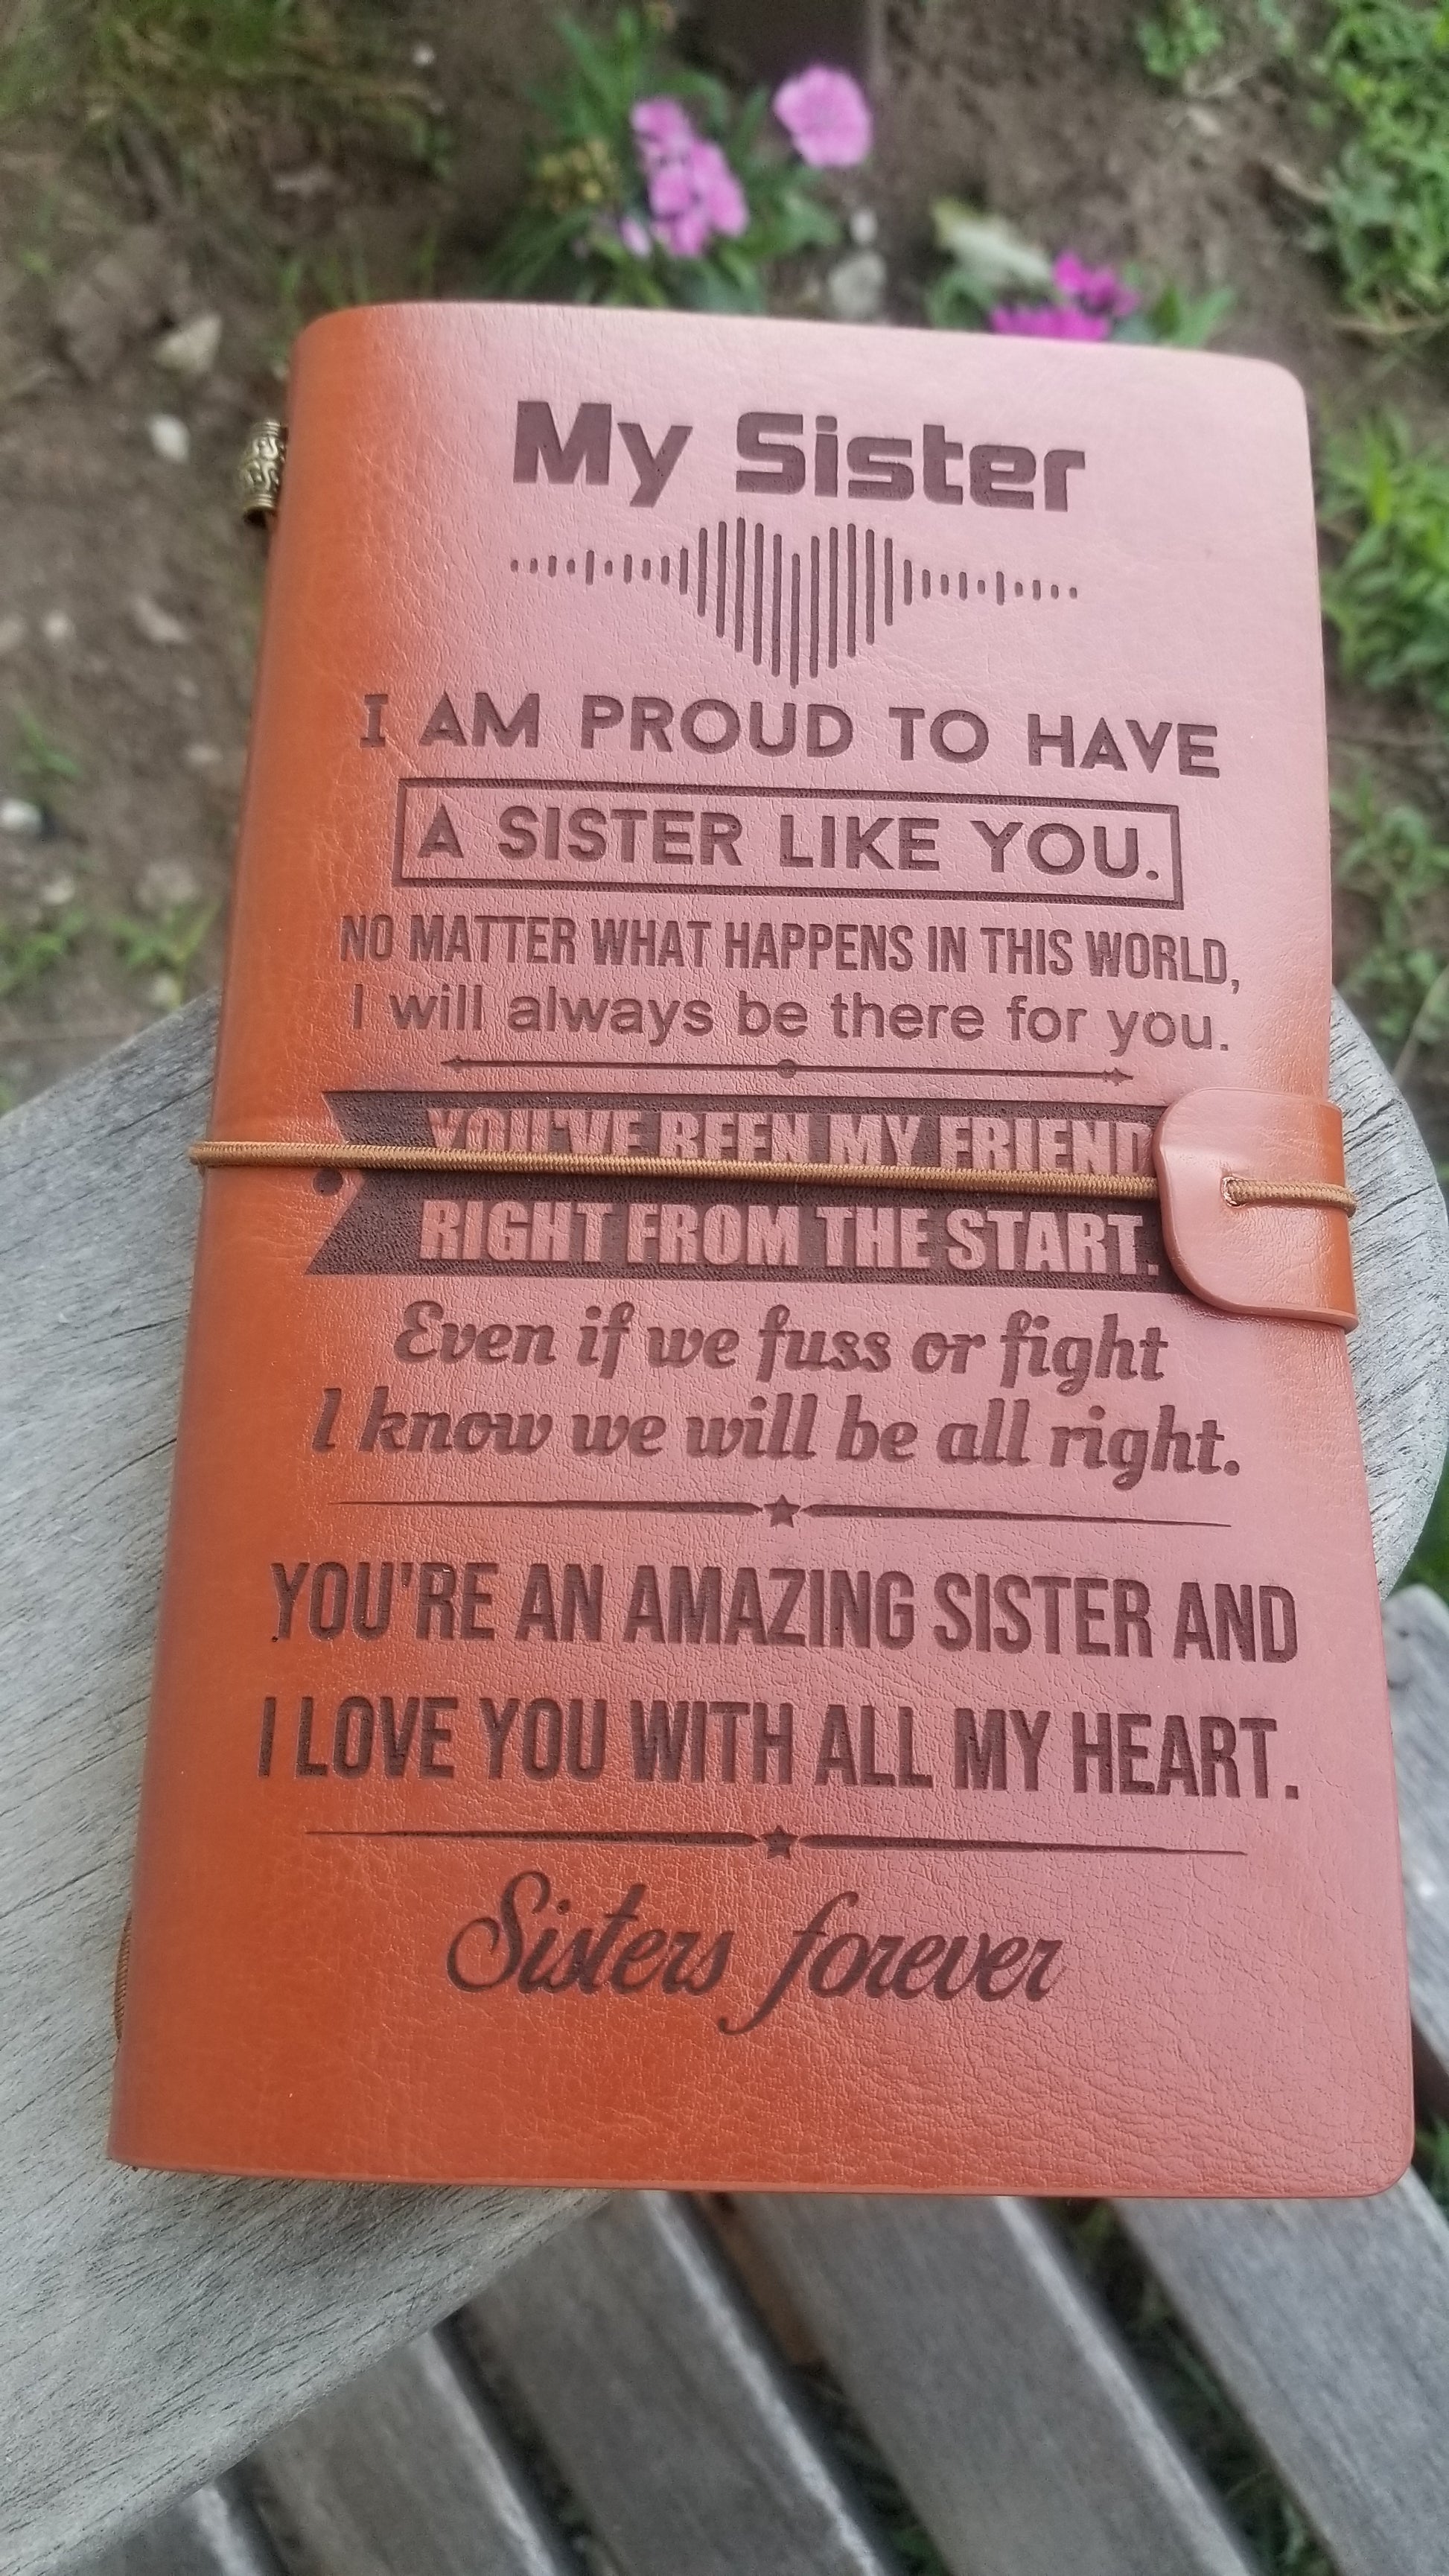 My Sister
I AM PROUD TO HAVE
A SISTER LIKE YOU.
NO MATTER WHAT HAPPENS IN THIS WORLD,
I will always be there for you.
YOU'VE BEEN MY FRIEND
RIGHT FROM THE START.
Even if we fuss or fight
I know we will be all right.
YOU'RE AN AMAZING SISTER AND
I LOVE YOU WITH ALL MY HEART.
Sisters forever